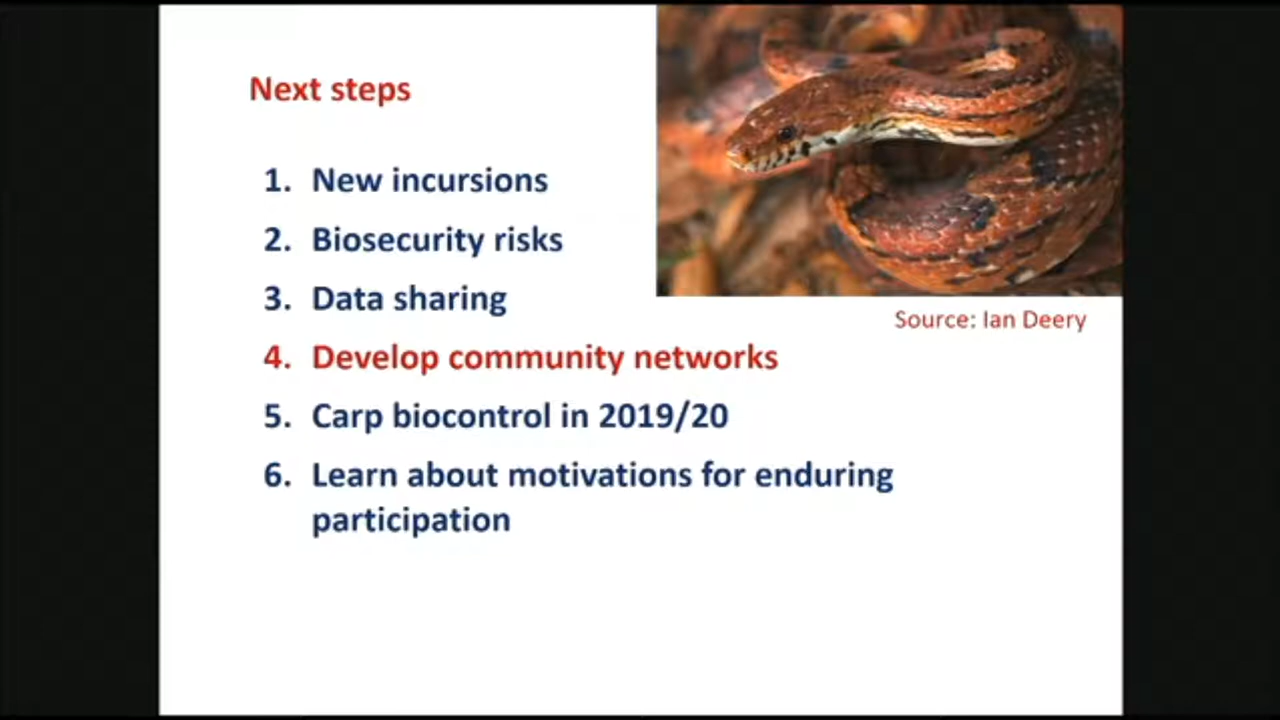 Next steps
1. New incursions
2. Biosecurity risks
3. Data sharing
Source: Ian Deery
4. Develop community networks
5. Carp biocontrol in 2019/20
6. Learn about motivations for enduring
participation